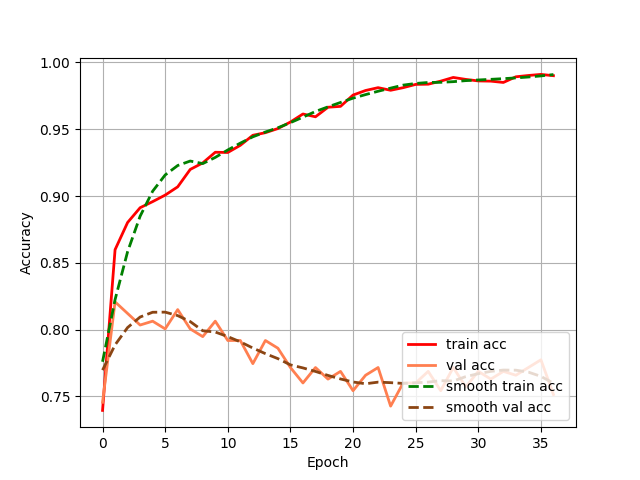 1.00
0.95
0.90
0.85
0.80
0.75
Accuracy
train acc
val acc
smooth train acc
smooth val acc
0 5 10 15 20 25 30 35
Epoch